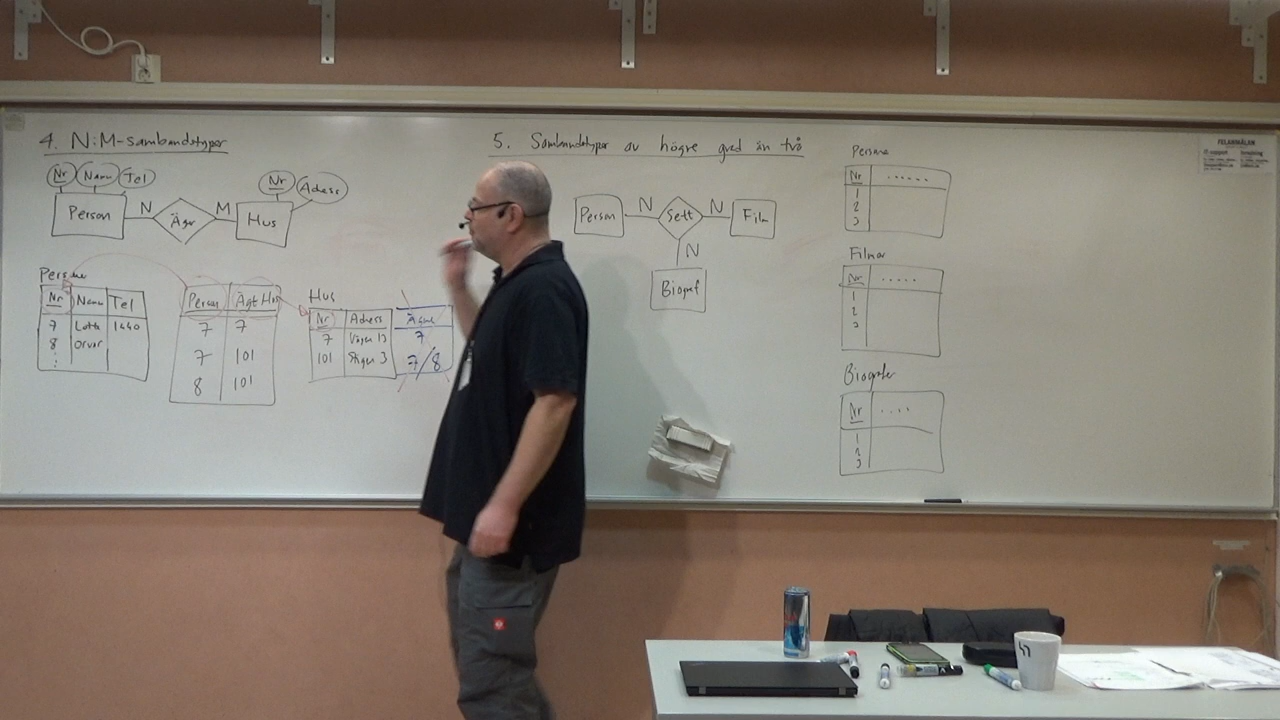 4. N:M-sambandstyper
Nr Namn Tel
Person N Äger M Hus
Nr Adress
Personer
Nr Namn Tel
7 Lotta 1440
8 Orvar
Person Ägt Hus
7 7
7 101
8 101
Hus
Nr Adress Ägare
7 Vägen 13 7
101 Stigen 3 7/8
5. Sambandstyper av högre grad än två
Person N Sett N Film
N
Biograf
Personer
Nr ......
1
2
3
Filmer
Nr .....
1
2
3
Biografer
Nr ....
1
2
3
FELANMÄLAN
IT-support